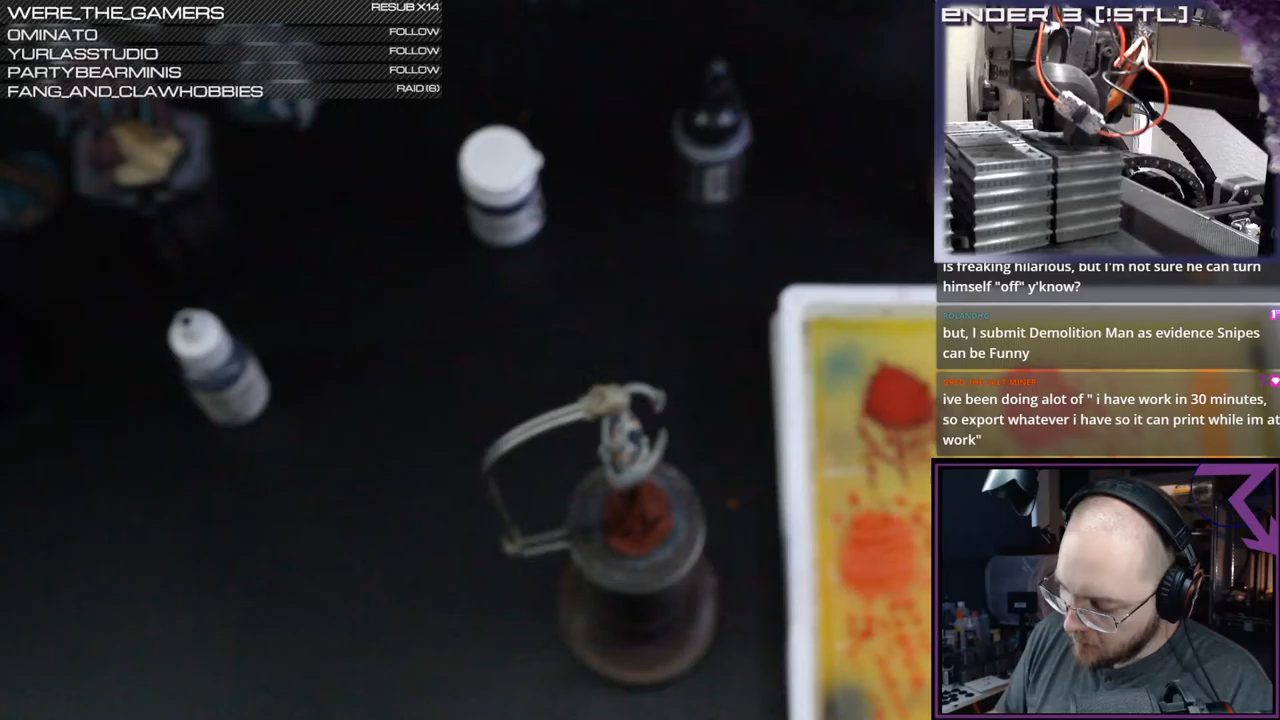 WERE_THE_GAMERS RESUB X14
OMINATO FOLLOW
YURLASSTUDIO FOLLOW
PARTYBEARMINIS FOLLOW
FANG_AND_CLAWHOBBIES RAID (6)
ENDER 3 [!STL]
is freaking hilarious, but I'm not sure he can turn
himself "off" y'know?
ROLANDHG
but, I submit Demolition Man as evidence Snipes
can be Funny
ive been doing alot of " i have work in 30 minutes,
so export whatever i have so it can print while im at
work"